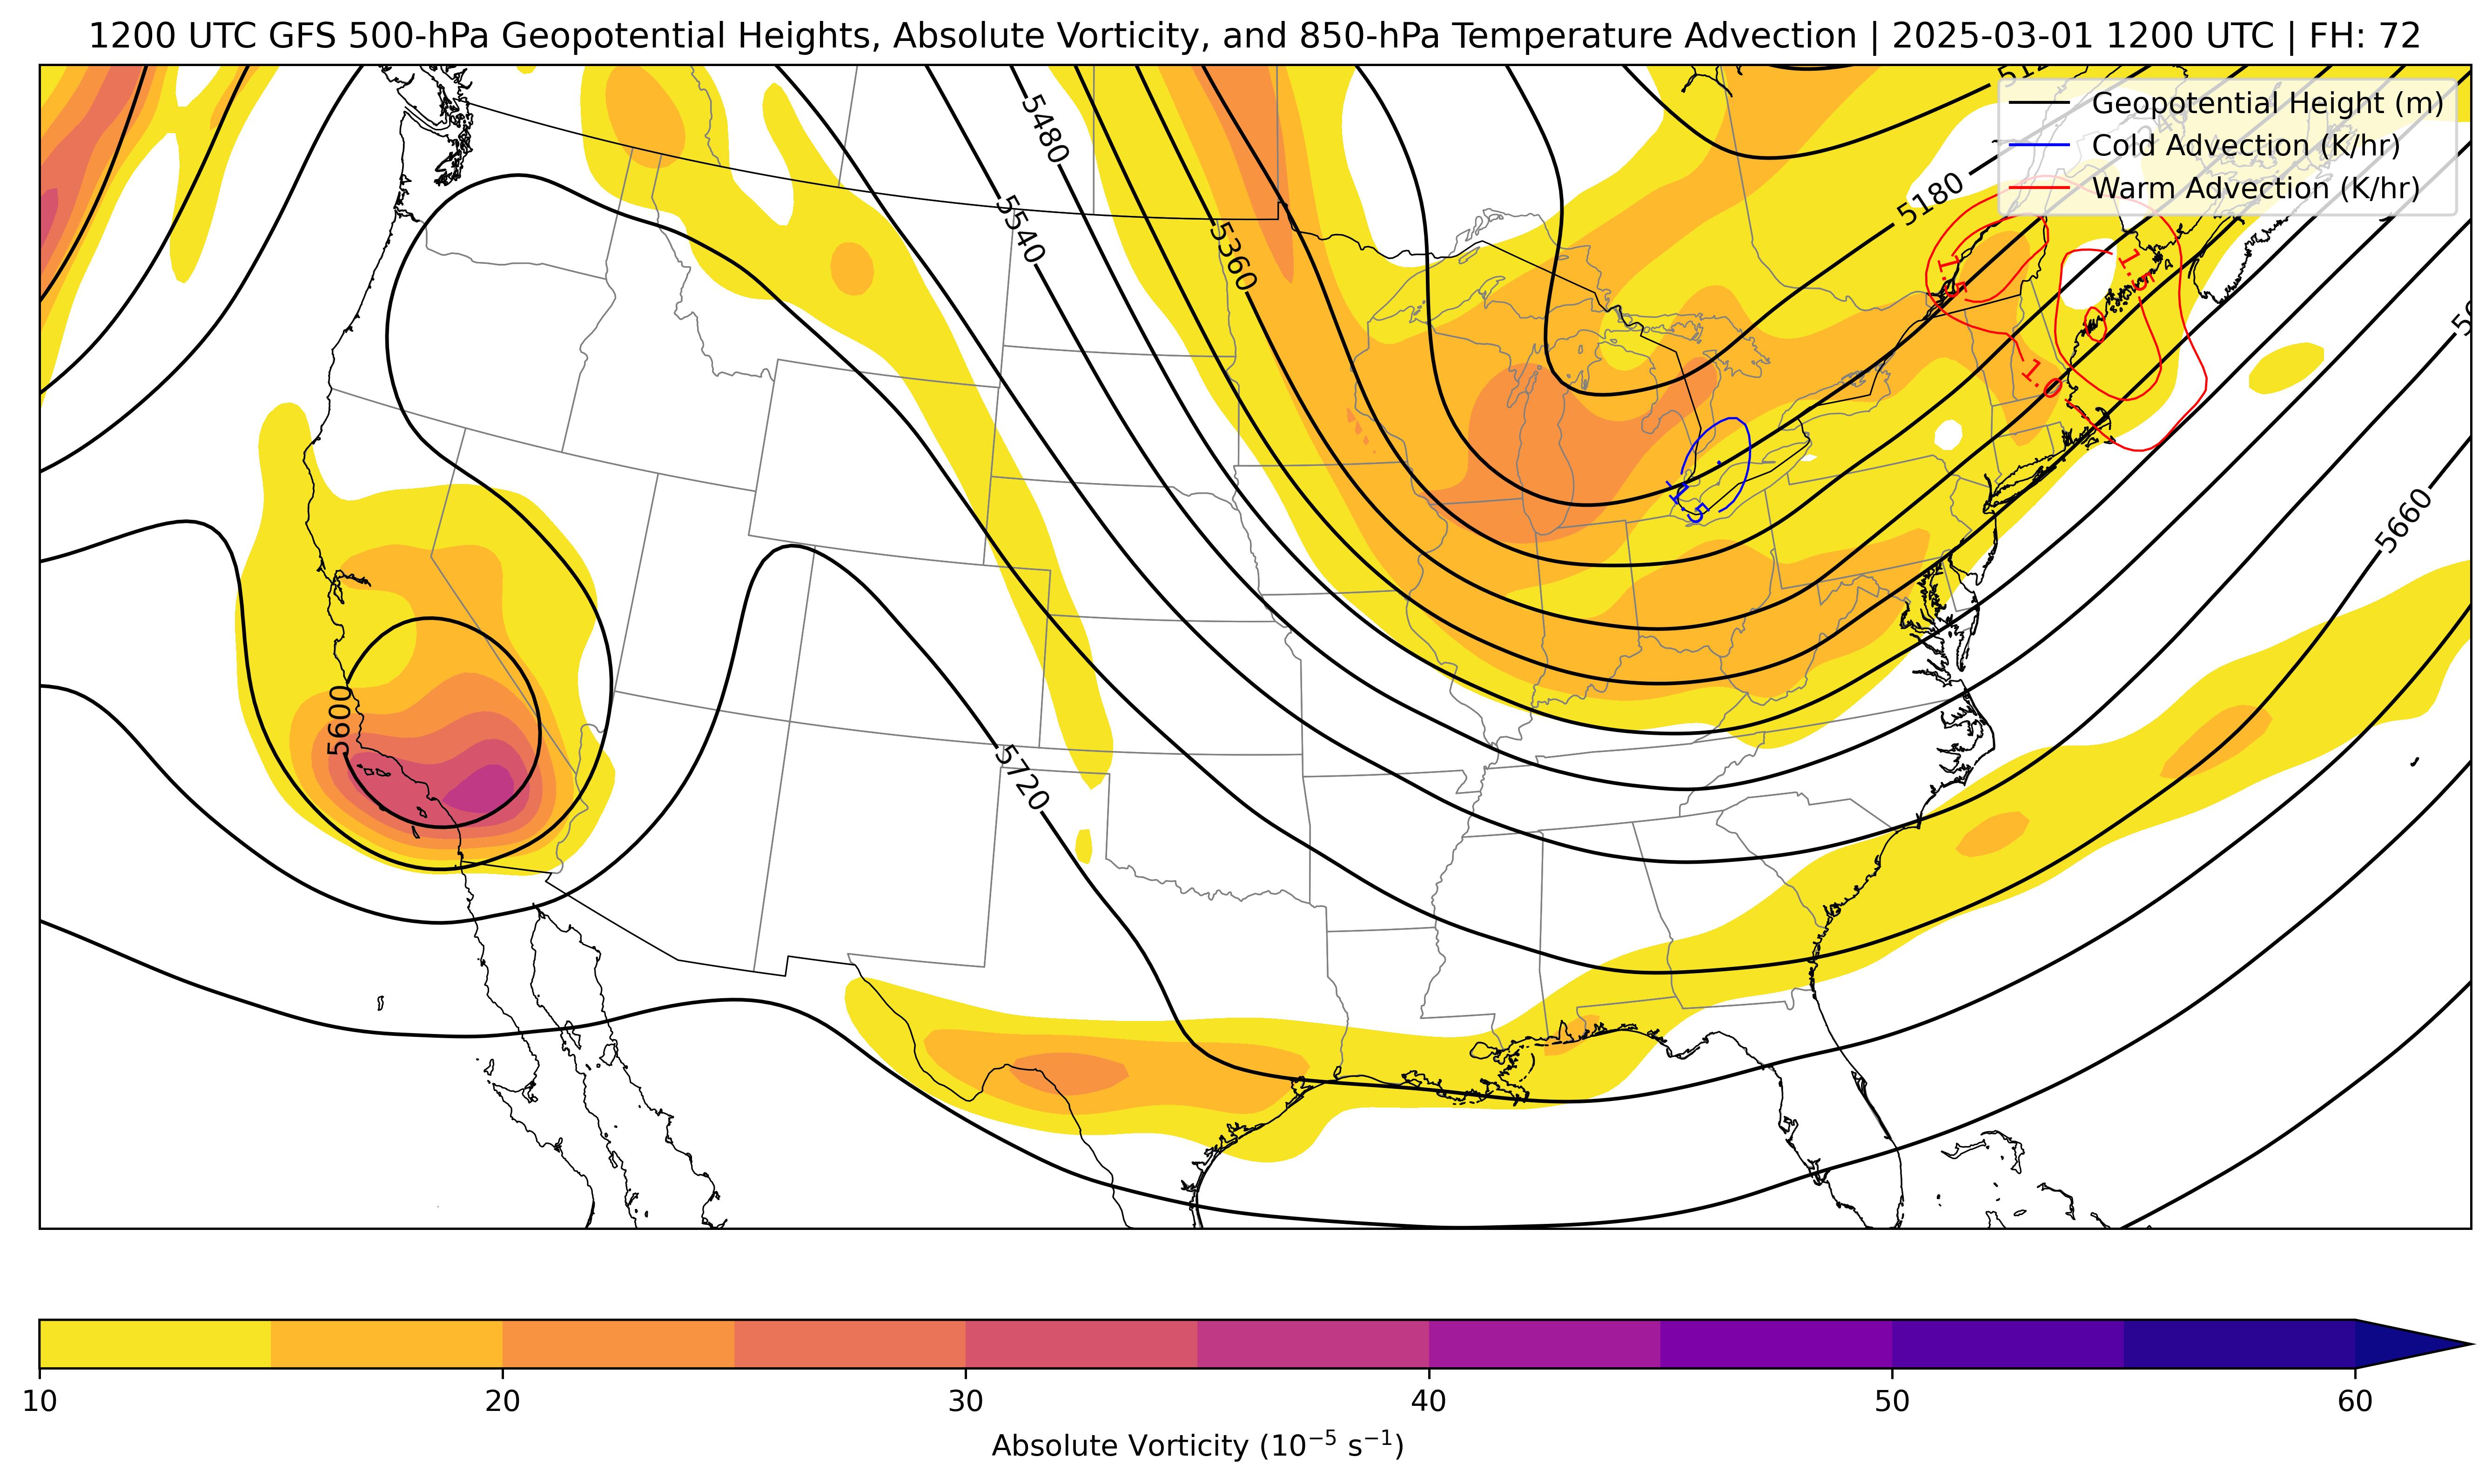 1200 UTC GFS 500-hPa Geopotential Heights, Absolute Vorticity, and 850-hPa Temperature Advection | 2025-03-01 1200 UTC | FH: 72
Geopotential Height (m)
Cold Advection (K/hr)
Warm Advection (K/hr)
5480
5540
5360
5180
5240
1.5
1.5
1.0
1.5
5660
5600
5720
10 20 30 40 50 60
Absolute Vorticity (10⁻⁵ s⁻¹)